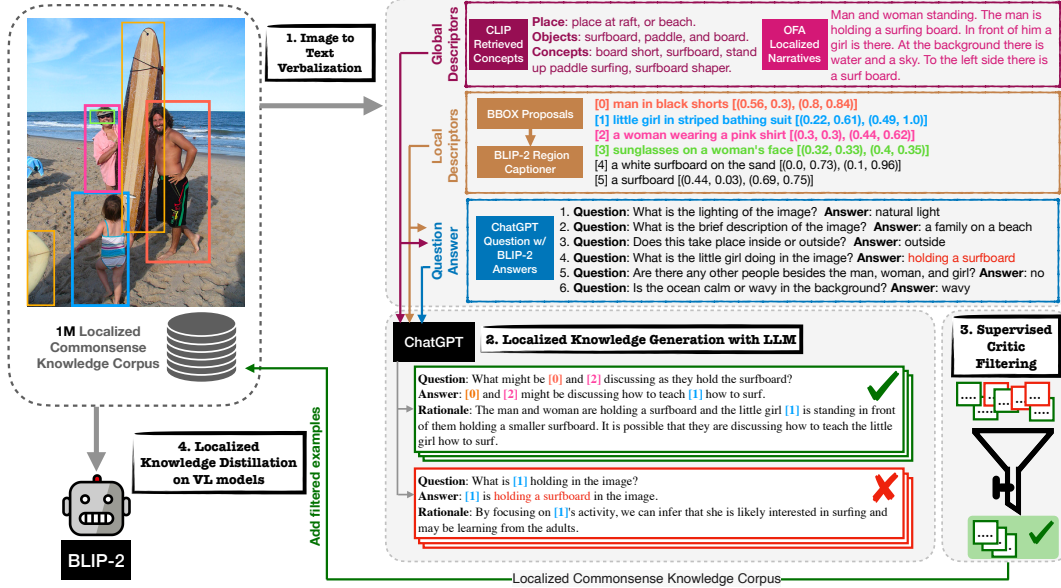 1. Image to
Text
Verbalization
1M Localized
Commonsense
Knowledge Corpus
Global
Descriptors
CLIP
Retrieved
Concepts
Place: place at raft, or beach.
Objects: surfboard, paddle, and board.
Concepts: board short, surfboard, stand
up paddle surfing, surfboard shaper.
OFA
Localized
Narratives
Man and woman standing. The man is
holding a surfing board. In front of him a
girl is there. At the background there is
water and a sky. To the left side there is
a surf board.
Local
Descriptors
BBOX Proposals
BLIP-2 Region
Captioner
[0] man in black shorts [(0.56, 0.3), (0.8, 0.84)]
[1] little girl in striped bathing suit [(0.22, 0.61), (0.49, 1.0)]
[2] a woman wearing a pink shirt [(0.3, 0.3), (0.44, 0.62)]
[3] sunglasses on a woman's face [(0.32, 0.33), (0.4, 0.35)]
[4] a white surfboard on the sand [(0.0, 0.73), (0.1, 0.96)]
[5] a surfboard [(0.44, 0.03), (0.69, 0.75)]
Question
Answer
ChatGPT
Question w/
BLIP-2
Answers
1. Question: What is the lighting of the image? Answer: natural light
2. Question: What is the brief description of the image? Answer: a family on a beach
3. Question: Does this take place inside or outside? Answer: outside
4. Question: What is the little girl doing in the image? Answer: holding a surfboard
5. Question: Are there any other people besides the man, woman, and girl? Answer: no
6. Question: Is the ocean calm or wavy in the background? Answer: wavy
ChatGPT
2. Localized Knowledge Generation with LLM
Question: What might be [0] and [2] discussing as they hold the surfboard?
Answer: [0] and [2] might be discussing how to teach [1] how to surf.
Rationale: The man and woman are holding a surfboard and the little girl [1] is standing in front
of them holding a smaller surfboard. It is possible that they are discussing how to teach the little
girl how to surf.
Question: What is [1] holding in the image?
Answer: [1] is holding a surfboard in the image.
Rationale: By focusing on [1]'s activity, we can infer that she is likely interested in surfing and
may be learning from the adults.
3. Supervised
Critic
Filtering
....
....
....
....
....
....
....
....
4. Localized
Knowledge Distillation
on VL models
Add filtered examples
BLIP-2
Localized Commonsense Knowledge Corpus